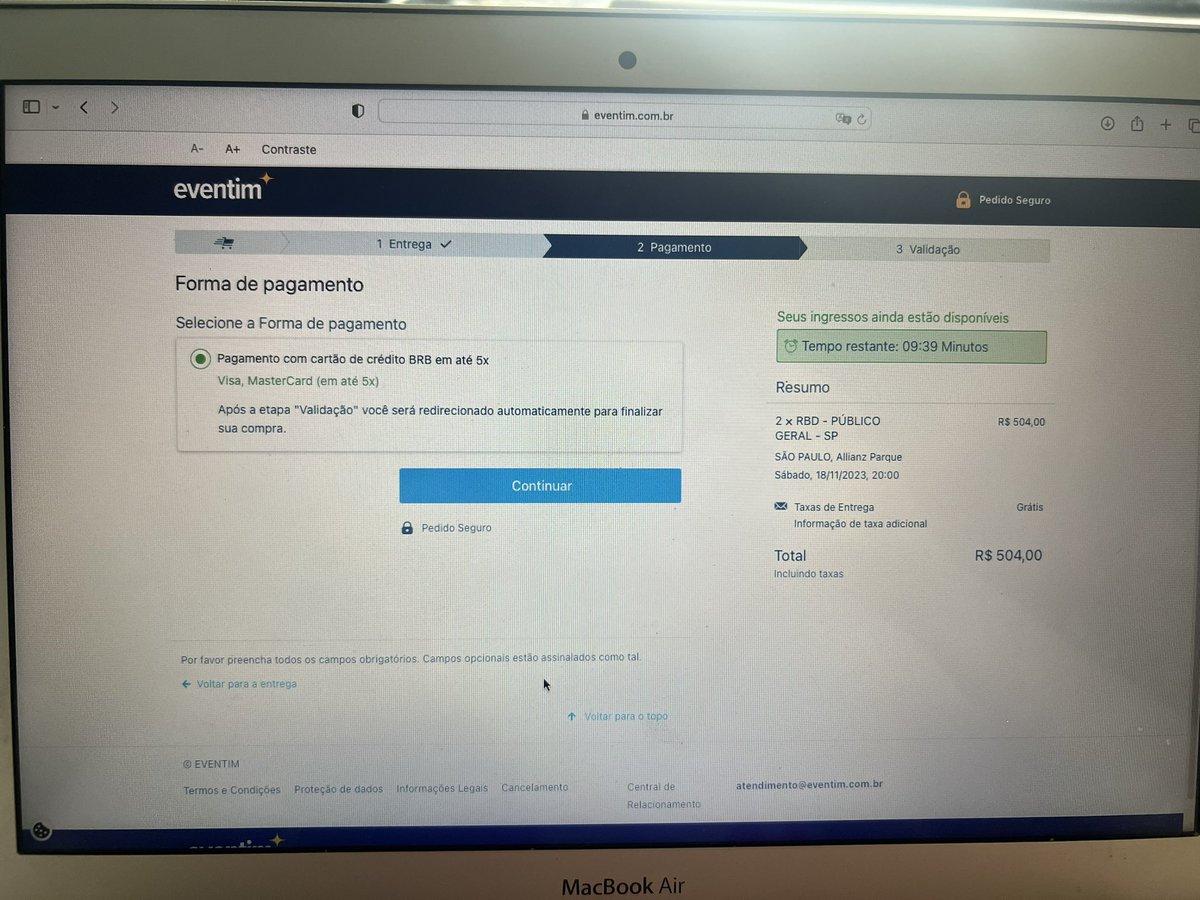 eventim.com.br
A- A+ Contraste
eventim
Pedido Seguro
1 Entrega
2 Pagamento
3 Validação
Forma de pagamento
Selecione a Forma de pagamento
Pagamento com cartão de crédito BRB em até 5x
Visa, MasterCard (em até 5x)
Após a etapa "Validação" você será redirecionado automaticamente para finalizar
sua compra.
Continuar
Pedido Seguro
Seus ingressos ainda estão disponíveis
Tempo restante: 09:39 Minutos
Resumo
2 x RBD - PÚBLICO R$ 504,00
GERAL - SP
SÃO PAULO, Allianz Parque
Sábado, 18/11/2023, 20:00
Taxas de Entrega Grátis
Informação de taxa adicional
Total R$ 504,00
Incluindo taxas
Por favor preencha todos os campos obrigatórios. Campos opcionais estão assinalados como tal.
Voltar para a entrega
Voltar para o topo
© EVENTIM
Termos e Condições Proteção de dados Informações Legais Cancelamento
Central de
Relacionamento
atendimento@eventim.com.br
MacBook Air